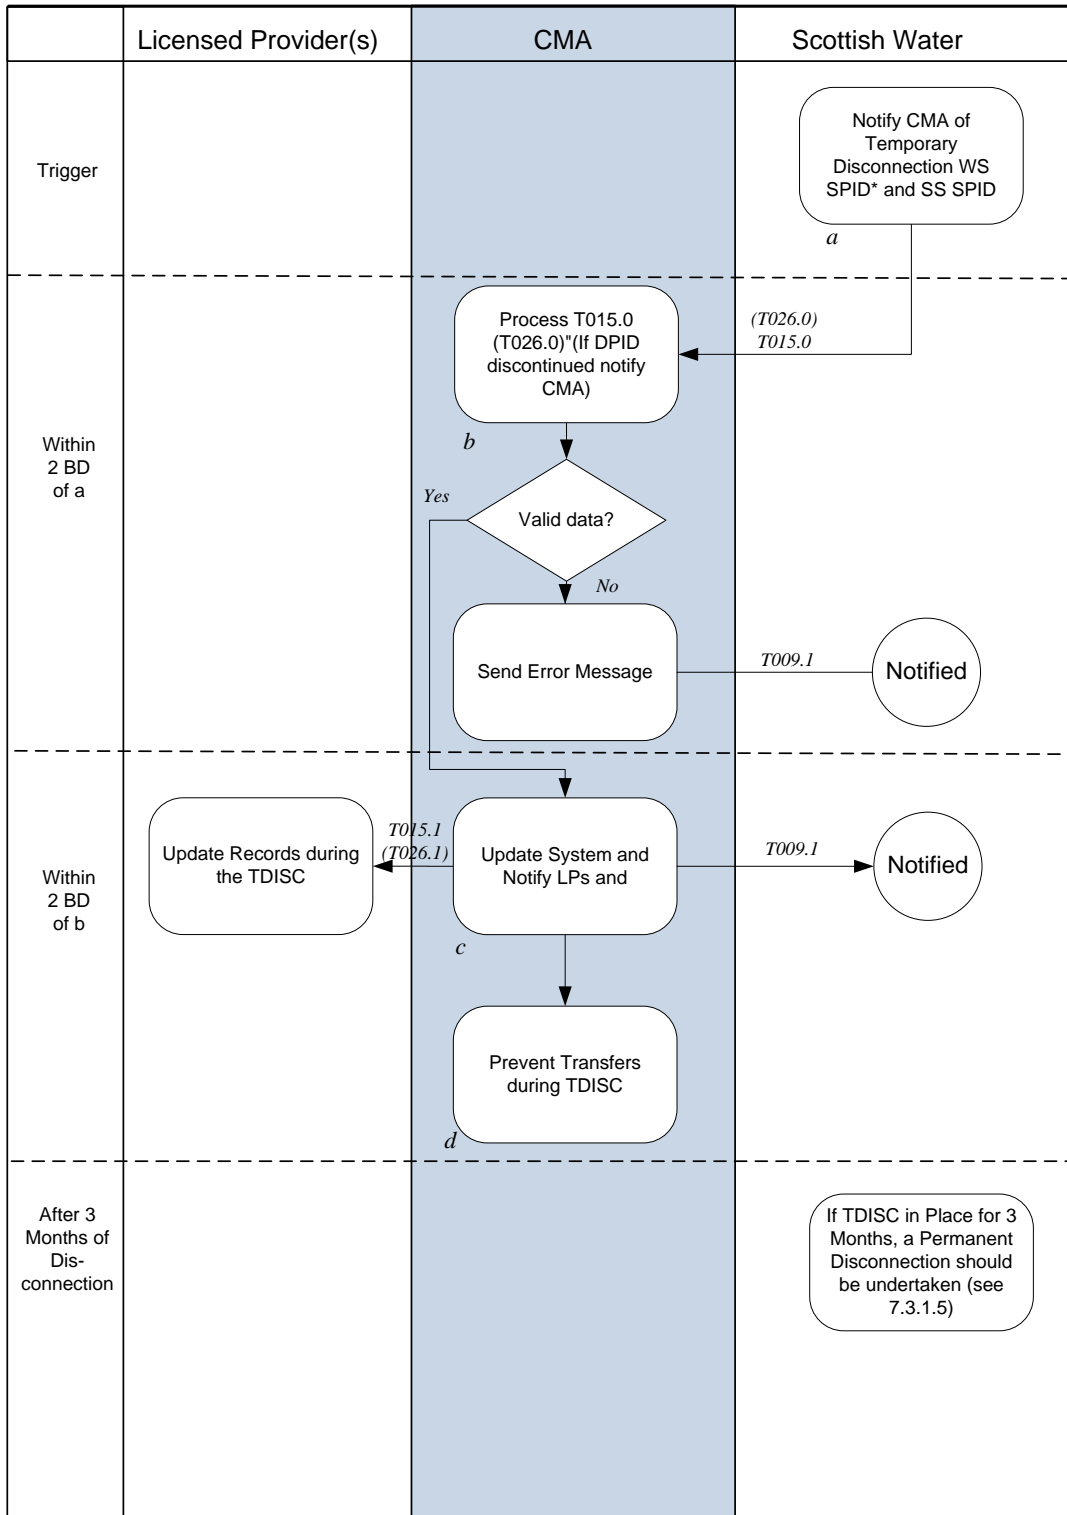 Licensed Provider(s)
CMA
Scottish Water
Trigger
Notify CMA of
Temporary
Disconnection WS
SPID* and SS SPID
a
Within
2 BD
of a
Process T015.0
(T026.0)"(If DPID
discontinued notify
CMA)
(T026.0)
T015.0
b
Yes
Valid data?
No
Send Error Message
T009.1
Notified
Within
2 BD
of b
Update Records during
the TDISC
T015.1
(T026.1)
Update System and
Notify LPs and
T009.1
Notified
c
Prevent Transfers
during TDISC
d
After 3
Months of
Dis-
connection
If TDISC in Place for 3
Months, a Permanent
Disconnection should
be undertaken (see
7.3.1.5)